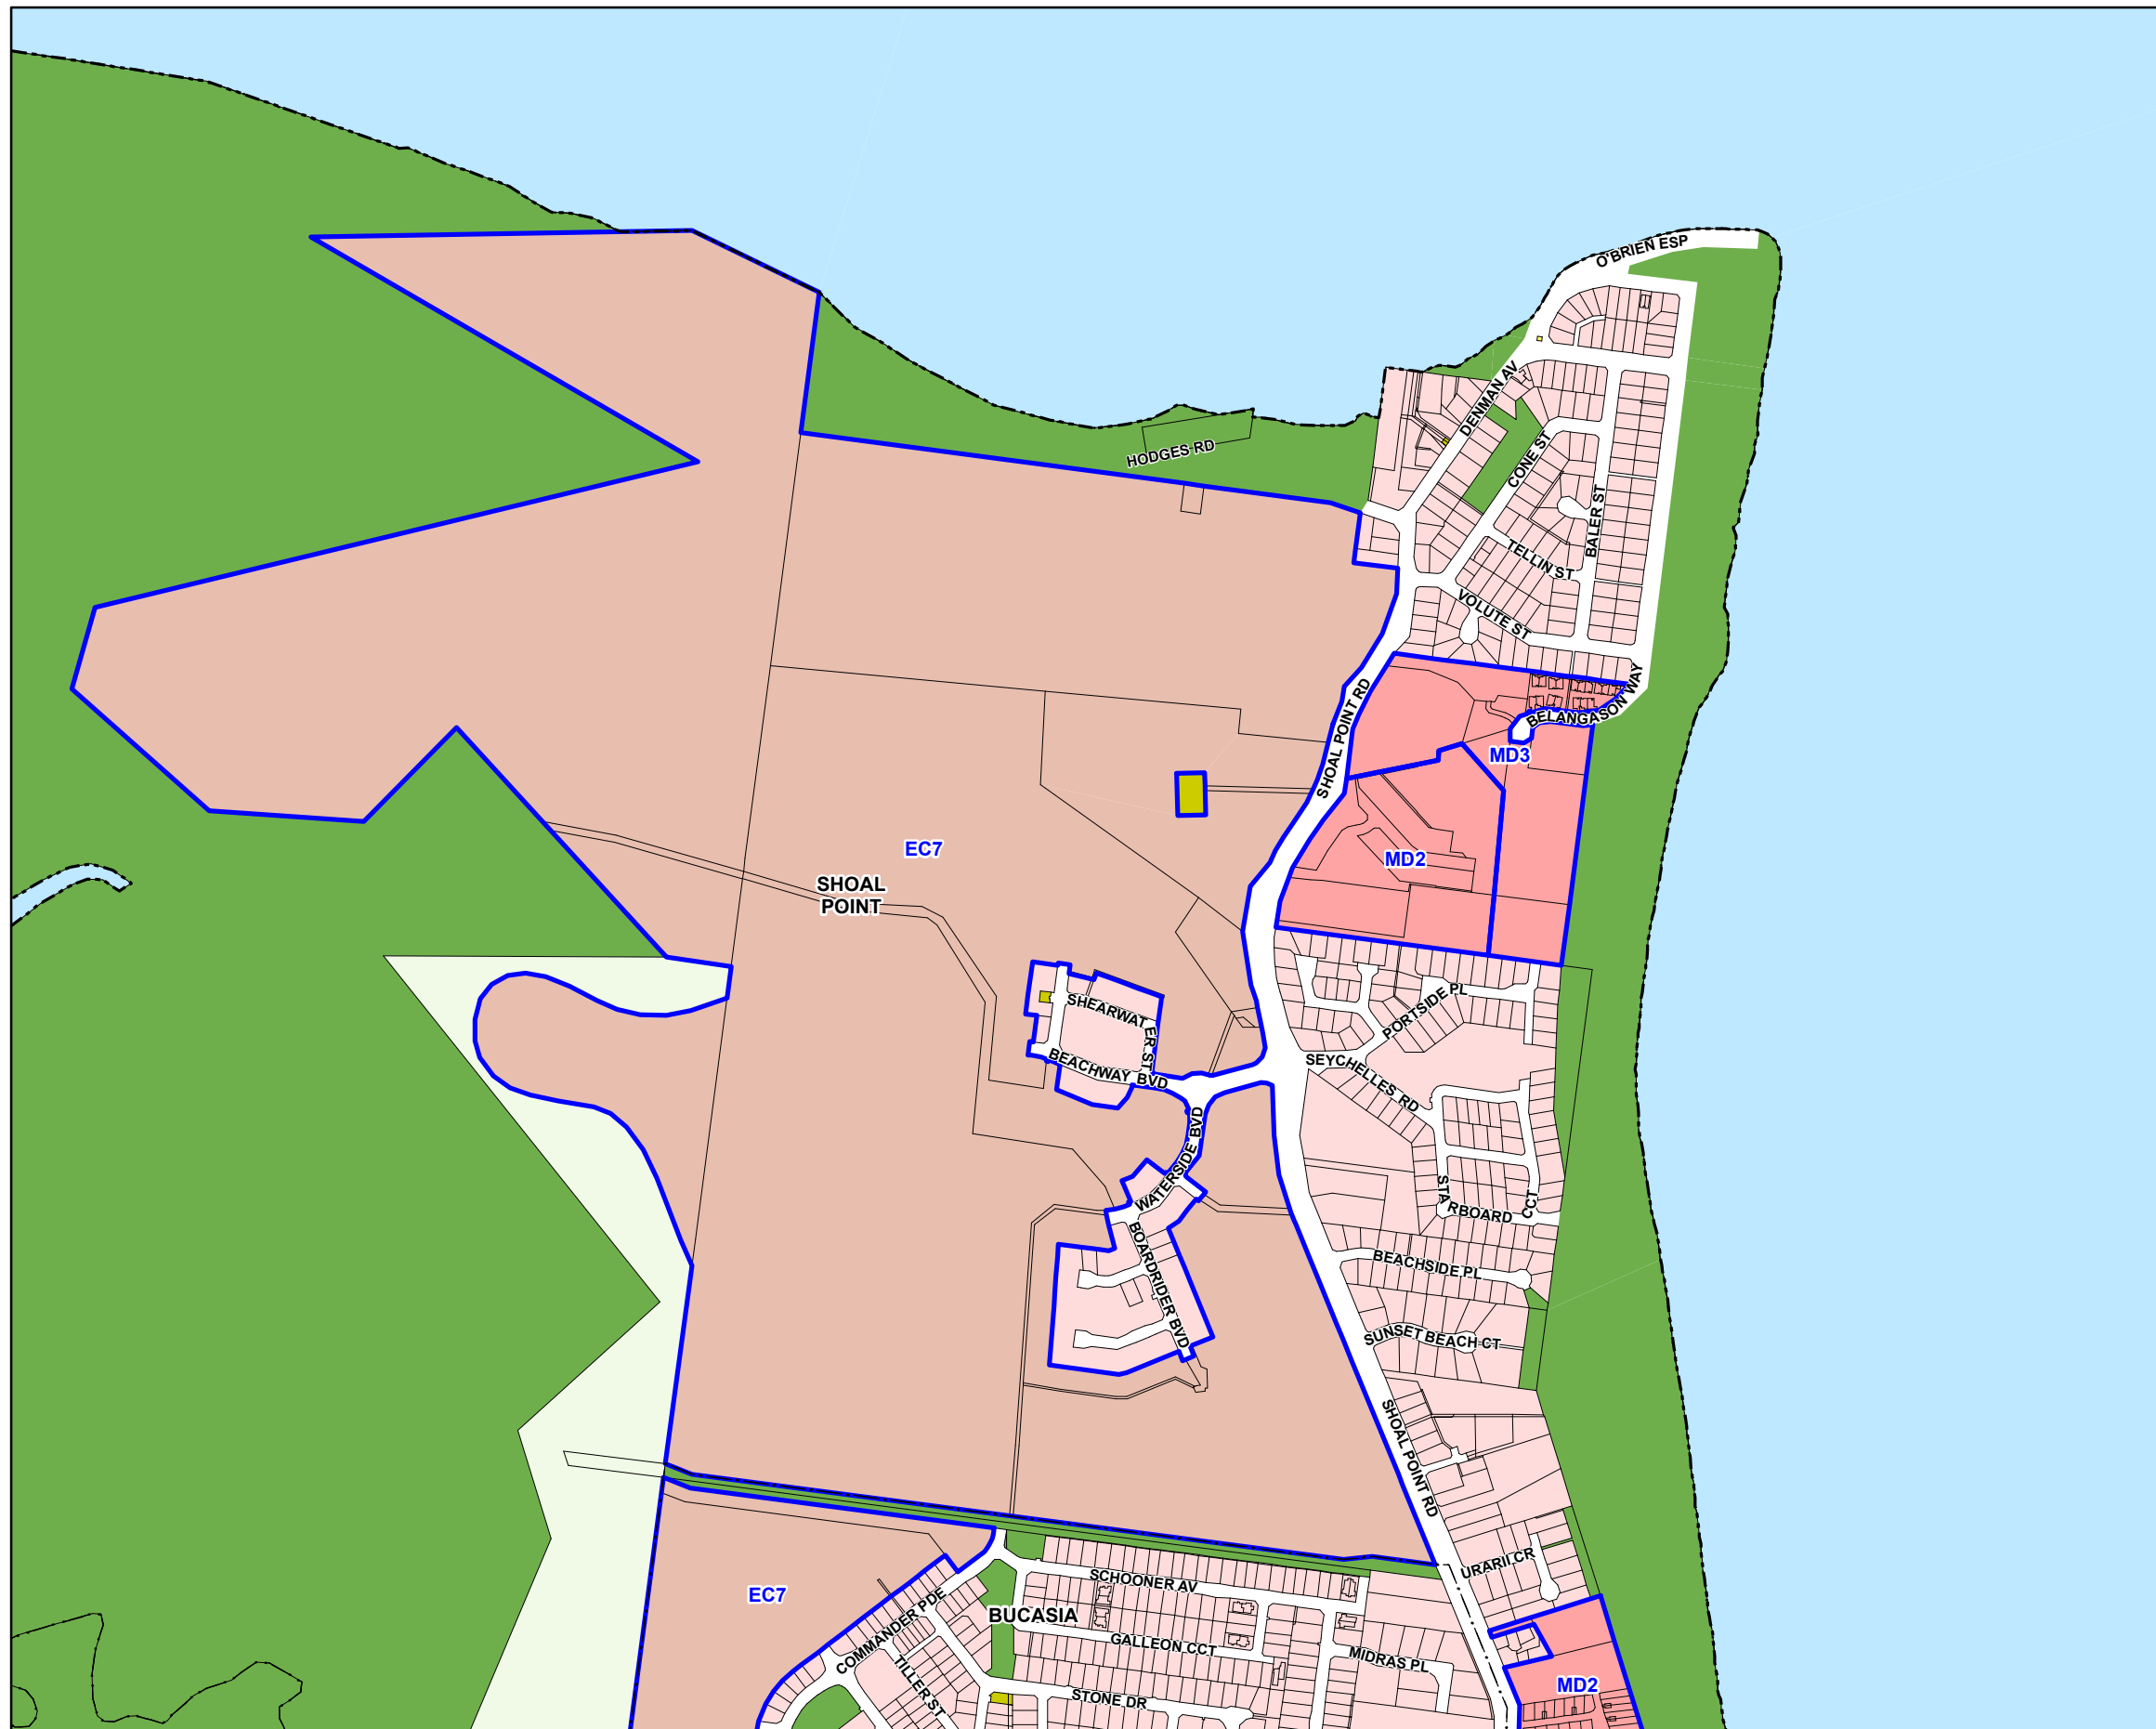 O'BRIEN ESP
DENMAN AV
HODGES RD
CONE ST
BALER ST
TELLIN ST
VOLUTE ST
BELANGASON WAY
SHOAL POINT RD
MD3
EC7
MD2
SHOAL
POINT
SHEARWATER ST
PORTSIDE PL
BEACHWAY BVD
SEYCHELLES RD
WATERSIDE BVD
STARBOARD CCT
BOARDRIDER BVD
BEACHSIDE PL
SUNSET BEACH CT
SHOAL POINT RD
URARII CR
SCHOONER AV
EC7
BUCASIA
COMMANDER PDE
GALLEON CCT
MIDRAS PL
TILLER ST
MD2
STONE DR